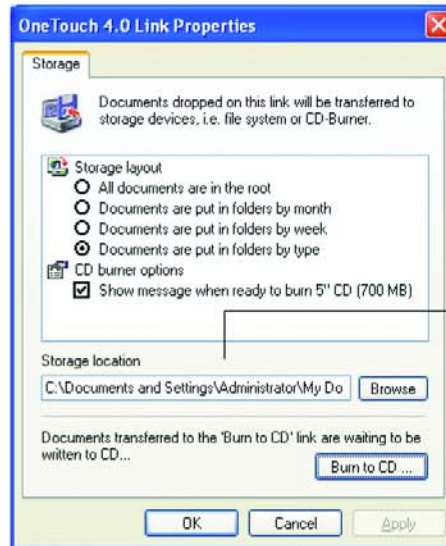 OneTouch 4.0 Link Properties
Storage
Documents dropped on this link will be transferred to
storage devices, i.e. file system or CD-Burner.
Storage layout
All documents are in the root
Documents are put in folders by month
Documents are put in folders by week
Documents are put in folders by type
CD burner options
Show message when ready to burn 5" CD (700 MB)
Storage location
C:\Documents and Settings\Administrator\My Do
Browse
Documents transferred to the 'Burn to CD' link are waiting to be
written to CD...
Burn to CD ...
OK Cancel Apply